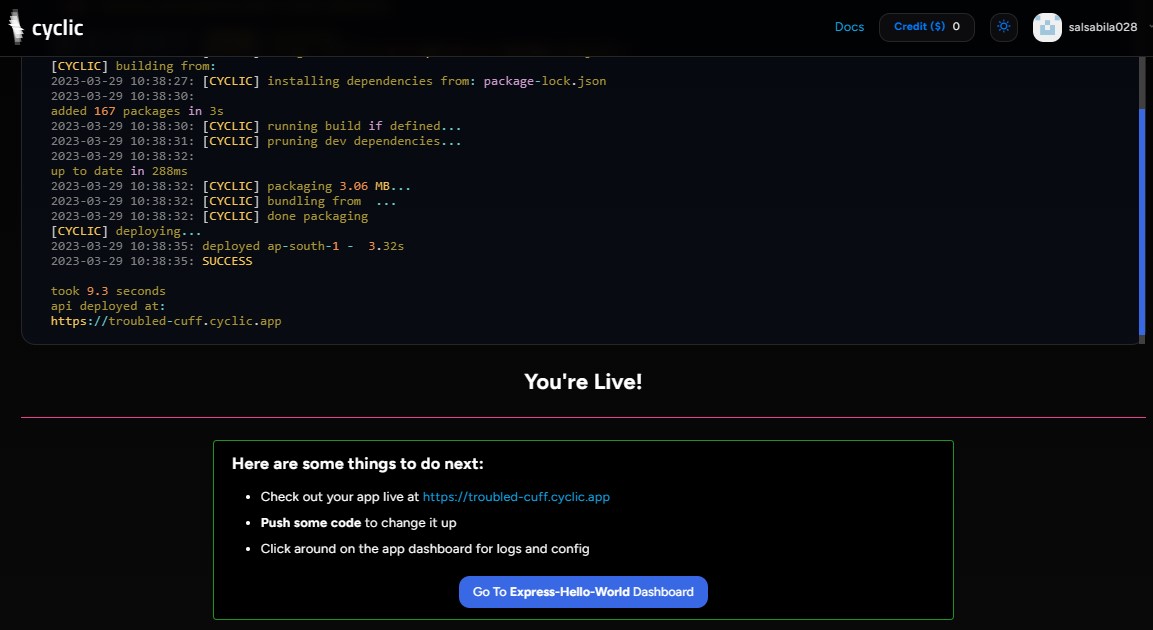 cyclic
Docs
Credit ($) 0
salsabila028
[CYCLIC] building from:
2023-03-29 10:38:27: [CYCLIC] installing dependencies from: package-lock.json
2023-03-29 10:38:30:
added 167 packages in 3s
2023-03-29 10:38:30: [CYCLIC] running build if defined...
2023-03-29 10:38:31: [CYCLIC] pruning dev dependencies...
2023-03-29 10:38:32:
up to date in 288ms
2023-03-29 10:38:32: [CYCLIC] packaging 3.06 MB...
2023-03-29 10:38:32: [CYCLIC] bundling from  ...
2023-03-29 10:38:32: [CYCLIC] done packaging
[CYCLIC] deploying...
2023-03-29 10:38:35: deployed ap-south-1 -  3.32s
2023-03-29 10:38:35: SUCCESS
took 9.3 seconds
api deployed at:
https://troubled-cuff.cyclic.app
You're Live!
Here are some things to do next:
• Check out your app live at https://troubled-cuff.cyclic.app
• Push some code to change it up
• Click around on the app dashboard for logs and config
Go To Express-Hello-World Dashboard